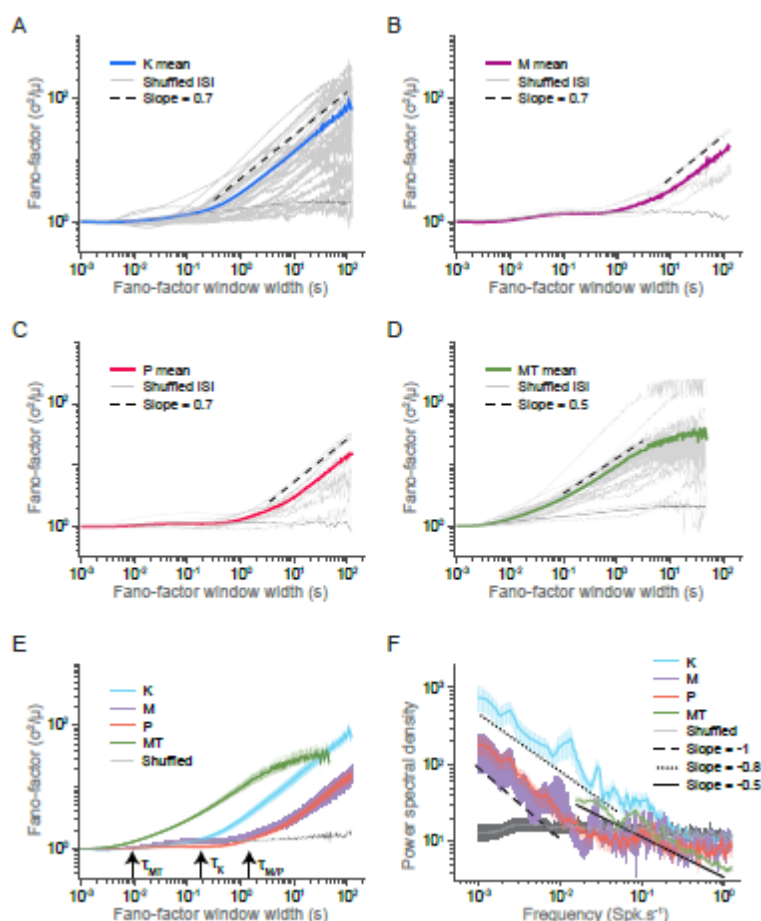 A
K mean
Shuffled ISI
Slope = 0.7
Fano-factor (σ²/μ)
10²
10⁰
10⁻³ 10⁻² 10⁻¹ 10⁰ 10¹ 10²
Fano-factor window width (s)
B
M mean
Shuffled ISI
Slope = 0.7
Fano-factor (σ²/μ)
10²
10⁰
10⁻³ 10⁻² 10⁻¹ 10⁰ 10¹ 10²
Fano-factor window width (s)
C
P mean
Shuffled ISI
Slope = 0.7
Fano-factor (σ²/μ)
10²
10⁰
10⁻³ 10⁻² 10⁻¹ 10⁰ 10¹ 10²
Fano-factor window width (s)
D
MT mean
Shuffled ISI
Slope = 0.5
Fano-factor (σ²/μ)
10²
10⁰
10⁻³ 10⁻² 10⁻¹ 10⁰ 10¹ 10²
Fano-factor window width (s)
E
K
M
P
MT
Shuffled
Fano-factor (σ²/μ)
10²
10⁰
τMT τK τM/P
10⁻³ 10⁻² 10⁻¹ 10⁰ 10¹ 10²
Fano-factor window width (s)
F
K
M
P
MT
Shuffled
Slope = -1
Slope = -0.8
Slope = -0.5
Power spectral density
10³
10²
10¹
10⁻³ 10⁻² 10⁻¹ 10⁰
Frequency (Spk.s⁻¹)